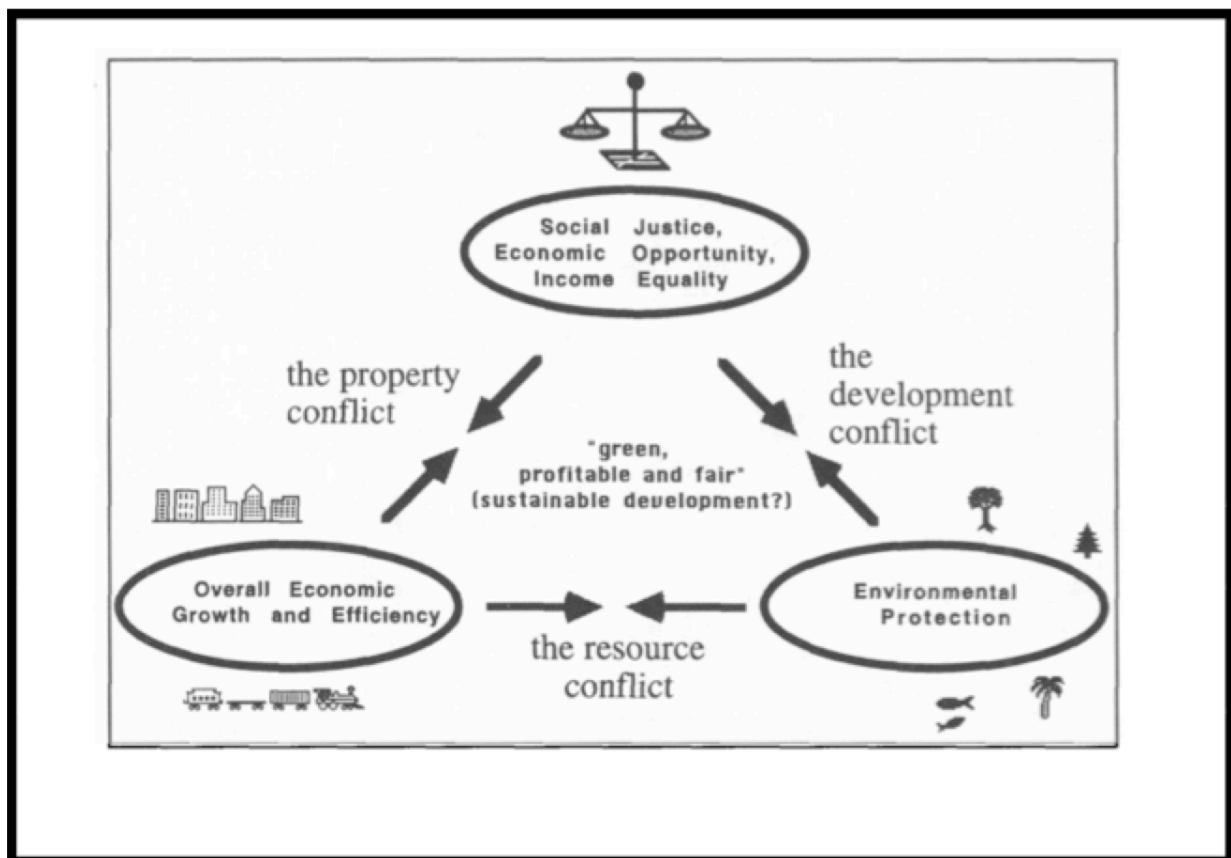 Social Justice,
Economic Opportunity,
Income Equality
the property
conflict
the
development
conflict
"green,
profitable and fair"
(sustainable development?)
Overall Economic
Growth and Efficiency
Environmental
Protection
the resource
conflict